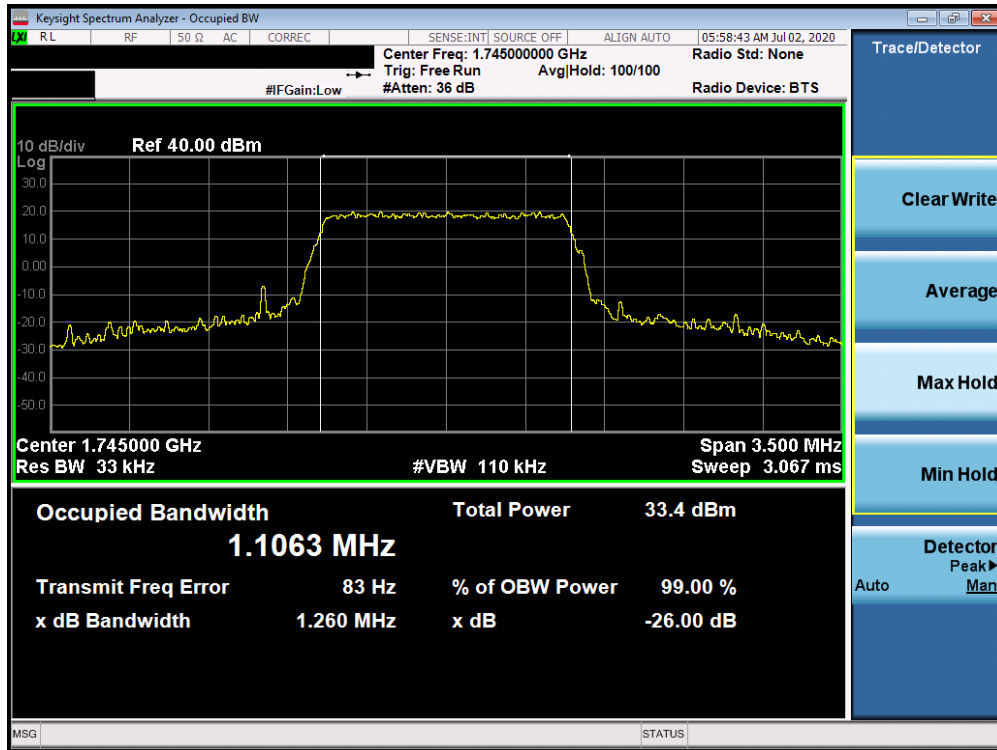 Keysight Spectrum Analyzer - Occupied BW
LXI RL RF 50 Ω AC CORREC SENSE:INT SOURCE OFF ALIGN AUTO 05:58:43 AM Jul 02, 2020
Center Freq: 1.745000000 GHz Radio Std: None
Trig: Free Run Avg|Hold: 100/100
#IFGain:Low #Atten: 36 dB Radio Device: BTS
Trace/Detector
10 dB/div Ref 40.00 dBm
Log
30.0
20.0
10.0
0.00
-10.0
-20.0
-30.0
-40.0
-50.0
Center 1.745000 GHz Span 3.500 MHz
Res BW 33 kHz #VBW 110 kHz Sweep 3.067 ms
Occupied Bandwidth Total Power 33.4 dBm
1.1063 MHz
Transmit Freq Error 83 Hz % of OBW Power 99.00 %
x dB Bandwidth 1.260 MHz x dB -26.00 dB
Clear Write
Average
Max Hold
Min Hold
Detector
Peak▶
Auto Man
MSG STATUS